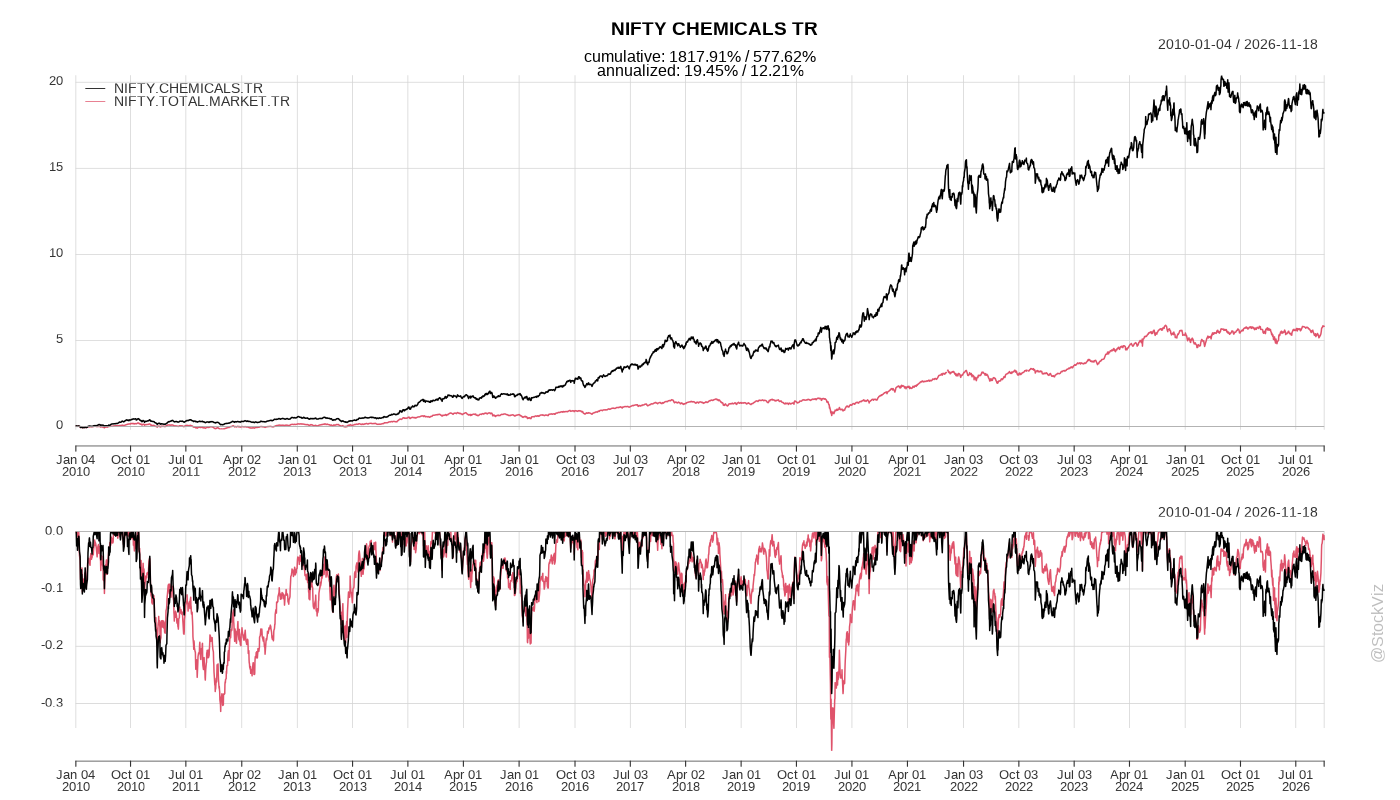 NIFTY CHEMICALS TR
cumulative: 1817.91% / 577.62%
annualized: 19.45% / 12.21%
2010-01-04 / 2026-11-18
NIFTY.CHEMICALS.TR
NIFTY.TOTAL.MARKET.TR
20
15
10
5
0
Jan 04 Oct 01 Jul 01 Apr 02 Jan 01 Oct 01 Jul 01 Apr 01 Jan 01 Oct 03 Jul 03 Apr 02 Jan 01 Oct 01 Jul 01 Apr 01 Jan 03 Oct 03 Jul 03 Apr 01 Jan 01 Oct 01 Jul 01
2010 2010 2011 2012 2013 2013 2014 2015 2016 2016 2017 2018 2019 2019 2020 2021 2022 2022 2023 2024 2025 2025 2026
2010-01-04 / 2026-11-18
0.0
-0.1
-0.2
-0.3
Jan 04 Oct 01 Jul 01 Apr 02 Jan 01 Oct 01 Jul 01 Apr 01 Jan 01 Oct 03 Jul 03 Apr 02 Jan 01 Oct 01 Jul 01 Apr 01 Jan 03 Oct 03 Jul 03 Apr 01 Jan 01 Oct 01 Jul 01
2010 2010 2011 2012 2013 2013 2014 2015 2016 2016 2017 2018 2019 2019 2020 2021 2022 2022 2023 2024 2025 2025 2026
@StockViz